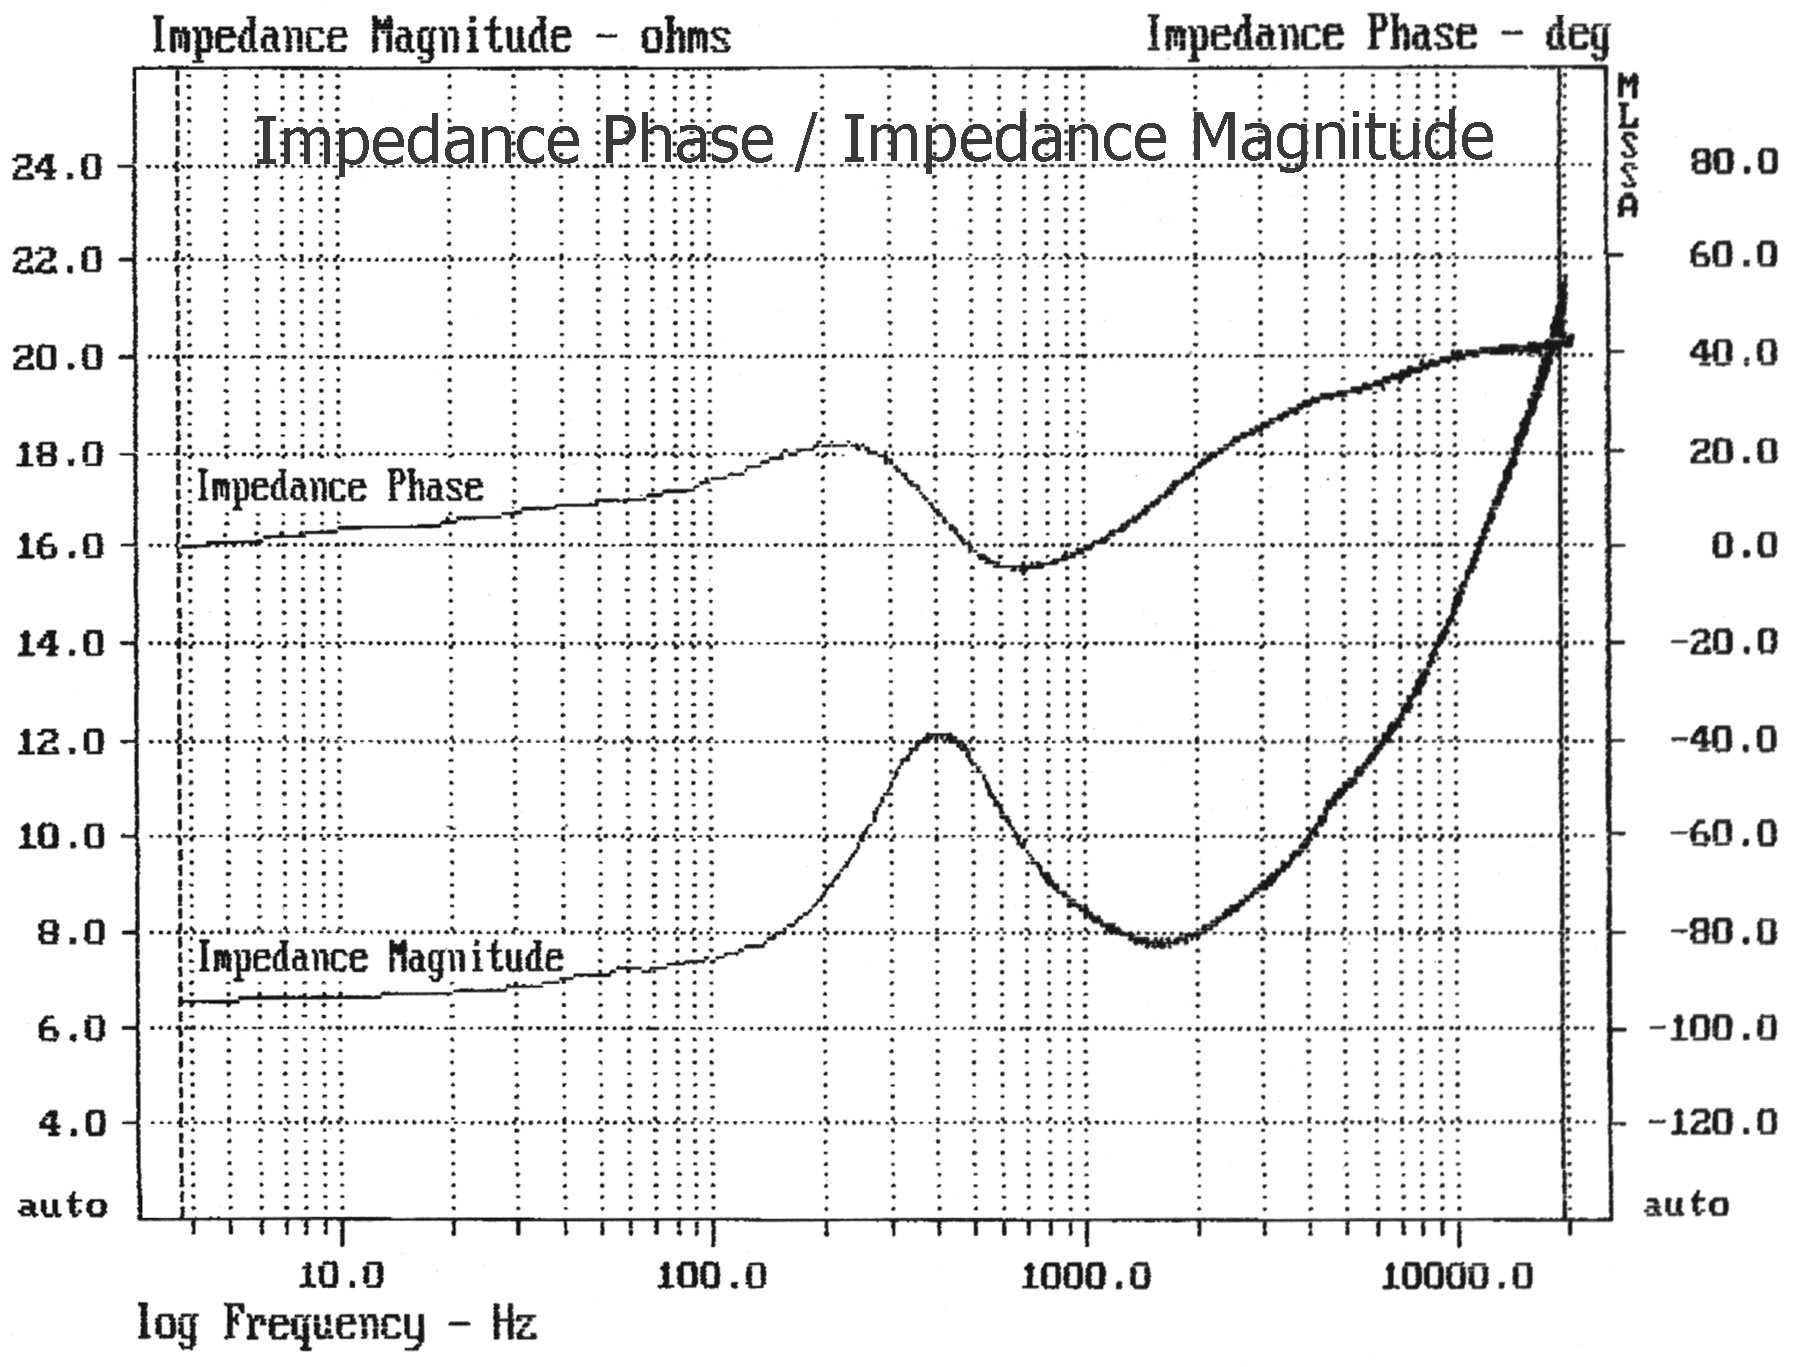 Impedance Magnitude - ohms
Impedance Phase - deg
MLSSA
Impedance Phase / Impedance Magnitude
24.0
22.0
20.0
18.0
16.0
14.0
12.0
10.0
8.0
6.0
4.0
auto
80.0
60.0
40.0
20.0
0.0
-20.0
-40.0
-60.0
-80.0
-100.0
-120.0
auto
Impedance Phase
Impedance Magnitude
10.0
100.0
1000.0
10000.0
log Frequency - Hz